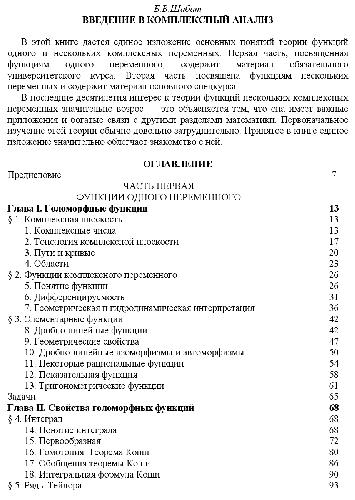 Б.В.Шабат
ВВЕДЕНИЕ В КОМПЛЕКСНЫЙ АНАЛИЗ
В этой книге дается единое изложение основных понятий теории функций
одного и нескольких комплексных переменных. Первая часть, посвященная
функциям одного переменного, содержит материал обязательного
университетского курса. Вторая часть посвящена функциям нескольких
переменных и содержит материал основного спецкурса.
В последние десятилетия интерес к теории функций нескольких комплексных
переменных значительно возрос — это объясняется тем, что она имеет важные
приложения и богатые связи с другими разделами математики. Первоначальное
изучение этой теории обычно довольно затруднительно. Принятое в книге единое
изложение значительно облегчает знакомство с ней.
ОГЛАВЛЕНИЕ
Предисловие 7
ЧАСТЬ ПЕРВАЯ
ФУНКЦИИ ОДНОГО ПЕРЕМЕННОГО
Глава I. Голоморфные функции 13
§ 1. Комплексная плоскость 13
1. Комплексные числа 13
2. Топология комплексной плоскости 17
3. Пути и кривые 20
4. Области 23
§ 2. Функции комплексного переменного 26
5. Понятие функции 26
6. Дифференцируемость 31
7. Геометрическая и гидродинамическая интерпретация 36
§ 3. Элементарные функции 42
8. Дробно-линейные функции 42
9. Геометрические свойства 47
10. Дробно-линейные изоморфизмы и автоморфизмы 50
11. Некоторые рациональные функции 54
12. Показательная функция 58
13. Тригонометрические функции 61
Задачи 65
Глава II. Свойства голоморфных функций 68
§ 4. Интеграл 68
14. Понятие интеграла 68
15. Первообразная 72
16. Гомотопия. Теорема Коши 80
17. Обобщения теоремы Коши 86
18. Интегральная формула Коши 90
§ 5. Ряды Тейлора 93